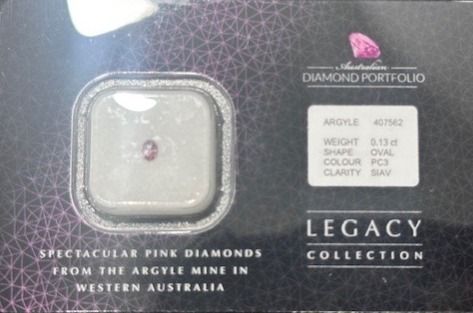 Australian
DIAMOND PORTFOLIO
ARGYLE 407562
WEIGHT 0.13 ct
SHAPE OVAL
COLOUR PC3
CLARITY SIAV
LEGACY
COLLECTION
SPECTACULAR PINK DIAMONDS
FROM THE ARGYLE MINE IN
WESTERN AUSTRALIA